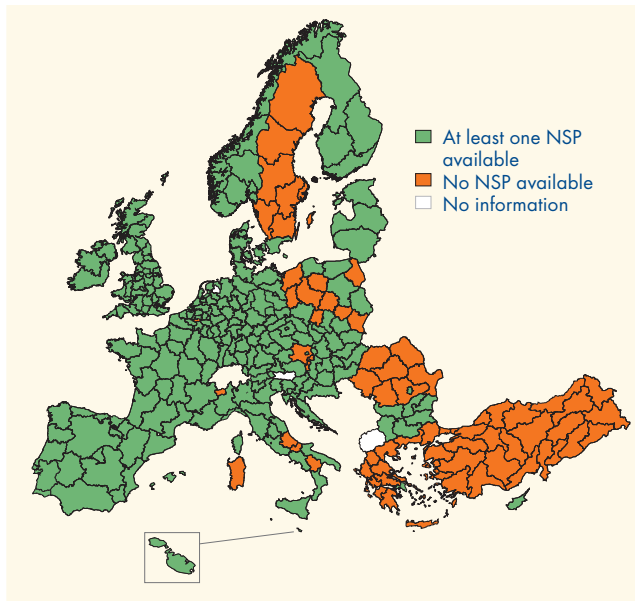 At least one NSP
available
No NSP available
No information